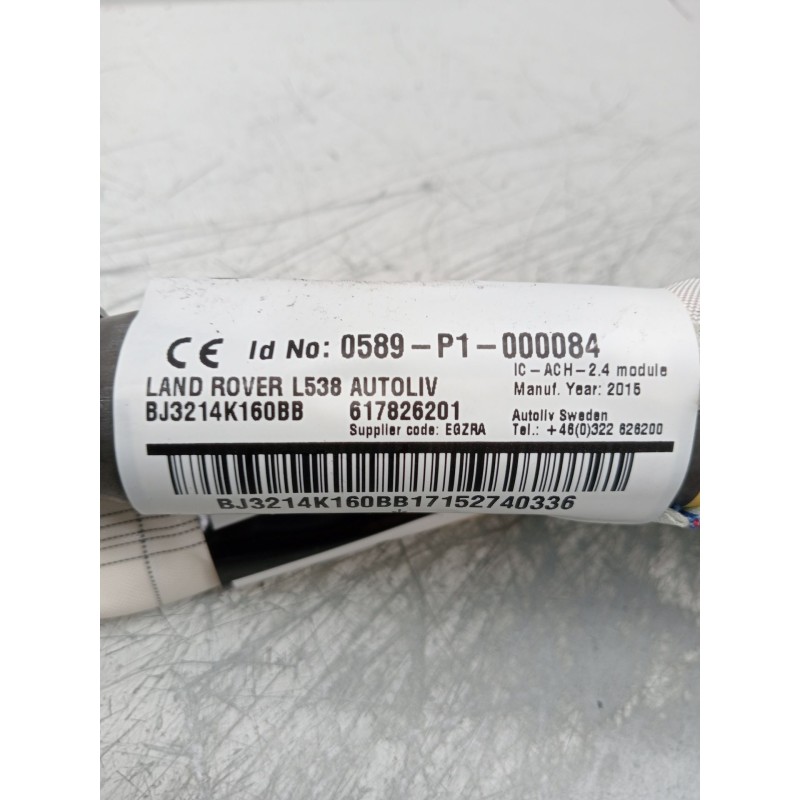 CE Id No: 0589-P1-000084
IC-ACH-2.4 module
LAND ROVER L538 AUTOLIV Manuf. Year: 2015
BJ3214K160BB 617826201 Autoliv Sweden
Supplier code: EGZRA Tel.: +46(0)322 626200
BJ3214K160BB17152740336